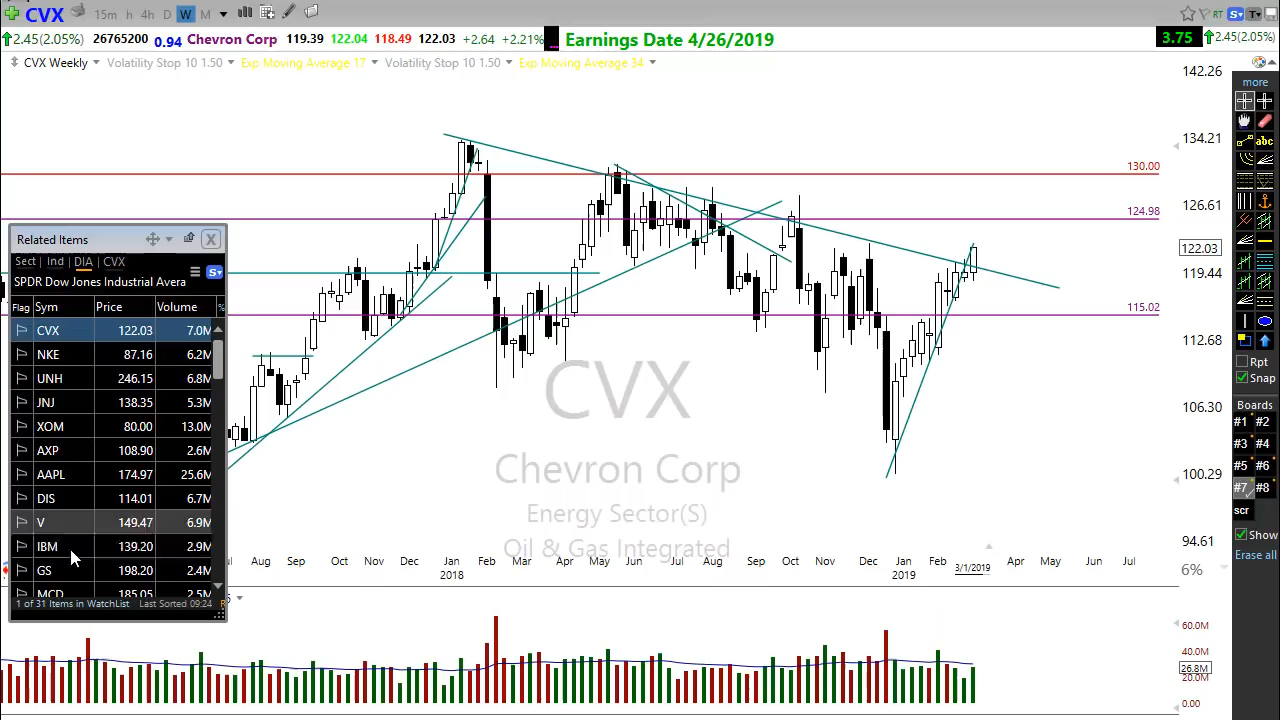 CVX 15m h 4h D W M
2.45(2.05%) 26765200 0.94 Chevron Corp 119.39 122.04 118.49 122.03 +2.64 +2.21% Earnings Date 4/26/2019 3.75 2.45(2.05%)
RT S T
CVX Weekly Volatility Stop 10 1.50 Exp Moving Average 17 Volatility Stop 10 1.50 Exp Moving Average 34
142.26
134.21
130.00
126.61
124.98
122.03
119.44
115.02
112.68
106.30
100.29
94.61
6%
Related Items
Sect Ind DIA CVX
SPDR Dow Jones Industrial Avera
Flag Sym Price Volume %
CVX 122.03 7.0M
NKE 87.16 6.2M
UNH 246.15 6.8M
JNJ 138.35 5.3M
XOM 80.00 13.0M
AXP 108.90 2.6M
AAPL 174.97 25.6M
DIS 114.01 6.7M
V 149.47 6.9M
IBM 139.20 2.9M
GS 198.20 2.4M
MCD 185.05 2.5M
1 of 31 Items in WatchList Last Sorted 09:24
CVX
Chevron Corp
Energy Sector(S)
Oil & Gas Integrated
Aug Sep Oct Nov Dec Jan Feb Mar Apr May Jun Jul Aug Sep Oct Nov Dec Jan Feb 3/1/2019 Apr May Jun Jul
2018 2019
60.0M
40.0M
26.8M
20.0M
0.00
more
abc
Rpt
Snap
Boards
#1 #2
#3 #4
#5 #6
#7 #8
scr
Show
Erase all